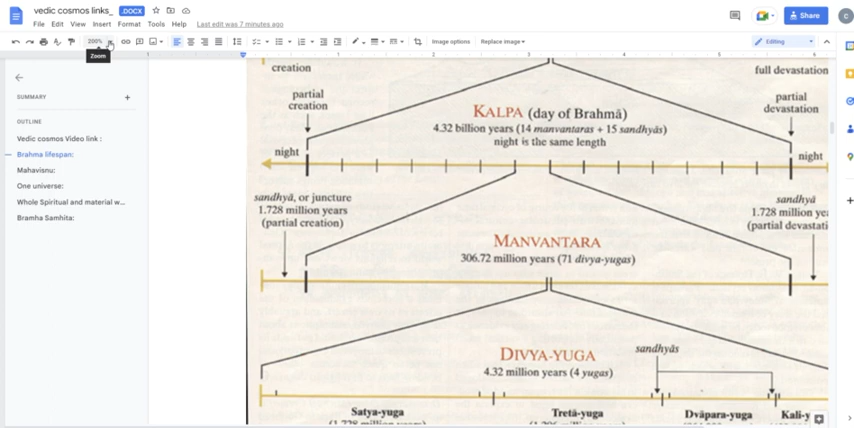 vedic cosmos links_ .DOCX
File Edit View Insert Format Tools Help Last edit was 7 minutes ago
Share
200% Image options Replace image Editing
Zoom
1 2 3 4 5
SUMMARY +
OUTLINE
Vedic cosmos Video link :
Brahma lifespan:
Mahavisnu:
One universe:
Whole Spiritual and material w...
Bramha Samhita:
creation
full devastation
partial
creation
KALPA (day of Brahmā)
4.32 billion years (14 manvantaras + 15 sandhyās)
night is the same length
partial
devastation
night
night
sandhyā, or juncture
1.728 million years
(partial creation)
sandhyā
1.728 million ye
(partial devastati
MANVANTARA
306.72 million years (71 divya-yugas)
DIVYA-YUGA
4.32 million years (4 yugas)
sandhyās
Satya-yuga Tretā-yuga Dvāpara-yuga Kali-y